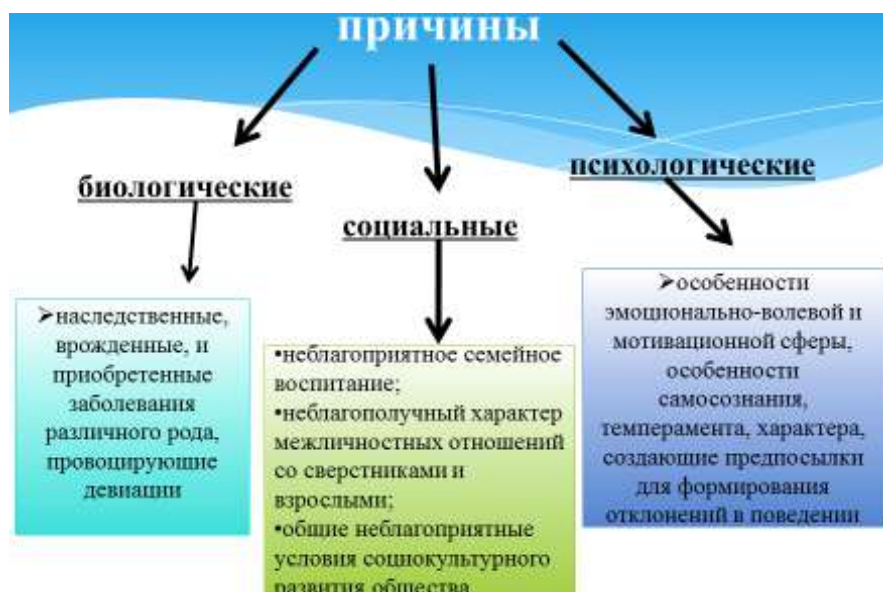 причины
биологические
социальные
психологические
➢наследственные,
врожденные, и
приобретенные
заболевания
различного рода,
провоцирующие
девиации
•неблагоприятное семейное
воспитание;
•неблагополучный характер
межличностных отношений
со сверстниками и
взрослыми;
•общие неблагоприятные
условия социокультурного
развития общества
➢особенности
эмоционально-волевой и
мотивационной сферы,
особенности
самосознания,
темперамента, характера,
создающие предпосылки
для формирования
отклонений в поведении